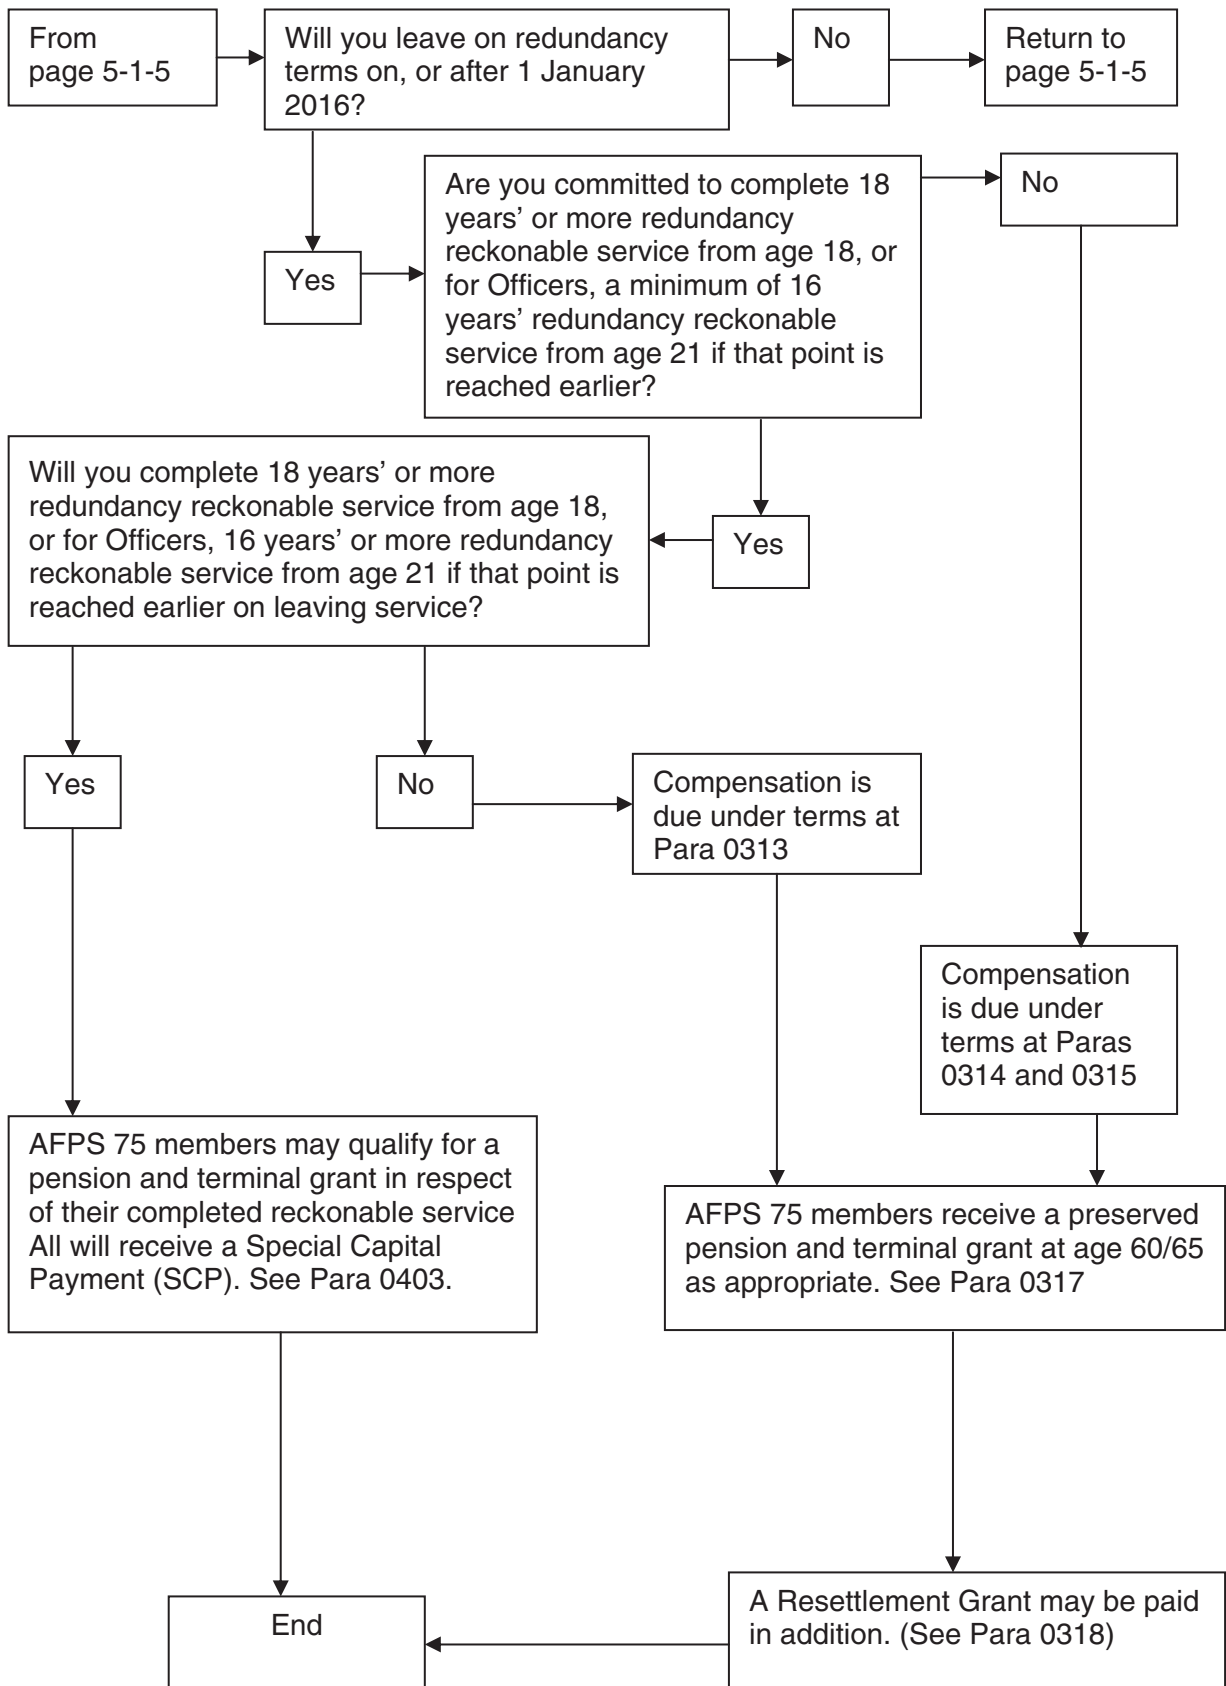 From
page 5-1-5
Will you leave on redundancy
terms on, or after 1 January
2016?
No
Return to
page 5-1-5
Yes
Are you committed to complete 18
years’ or more redundancy
reckonable service from age 18, or
for Officers, a minimum of 16
years’ redundancy reckonable
service from age 21 if that point is
reached earlier?
No
Yes
Will you complete 18 years’ or more
redundancy reckonable service from age 18,
or for Officers, 16 years’ or more redundancy
reckonable service from age 21 if that point is
reached earlier on leaving service?
Yes
No
Compensation is
due under terms at
Para 0313
Compensation
is due under
terms at Paras
0314 and 0315
AFPS 75 members may qualify for a
pension and terminal grant in respect
of their completed reckonable service
All will receive a Special Capital
Payment (SCP). See Para 0403.
AFPS 75 members receive a preserved
pension and terminal grant at age 60/65
as appropriate. See Para 0317
A Resettlement Grant may be paid
in addition. (See Para 0318)
End